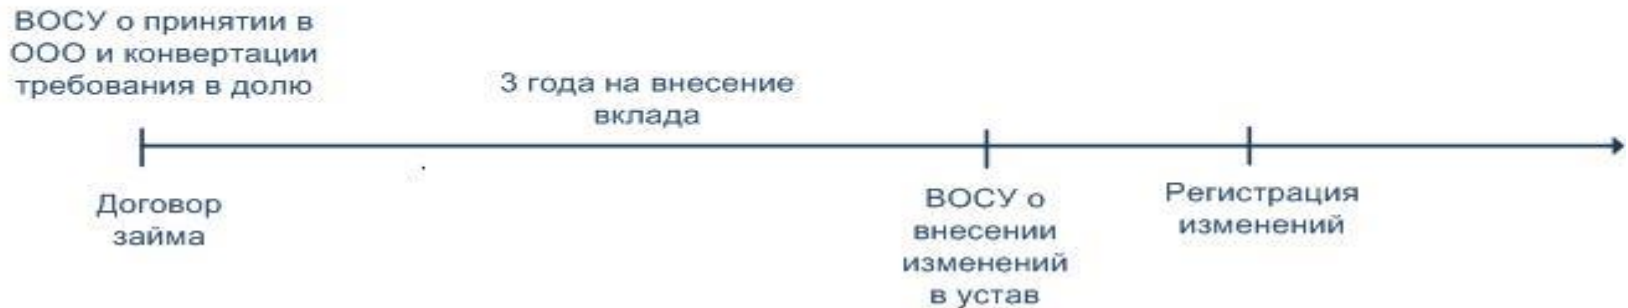 ВОСУ о принятии в
ООО и конвертации
требования в долю
3 года на внесение
вклада
Договор
займа
ВОСУ о
внесении
изменений
в устав
Регистрация
изменений